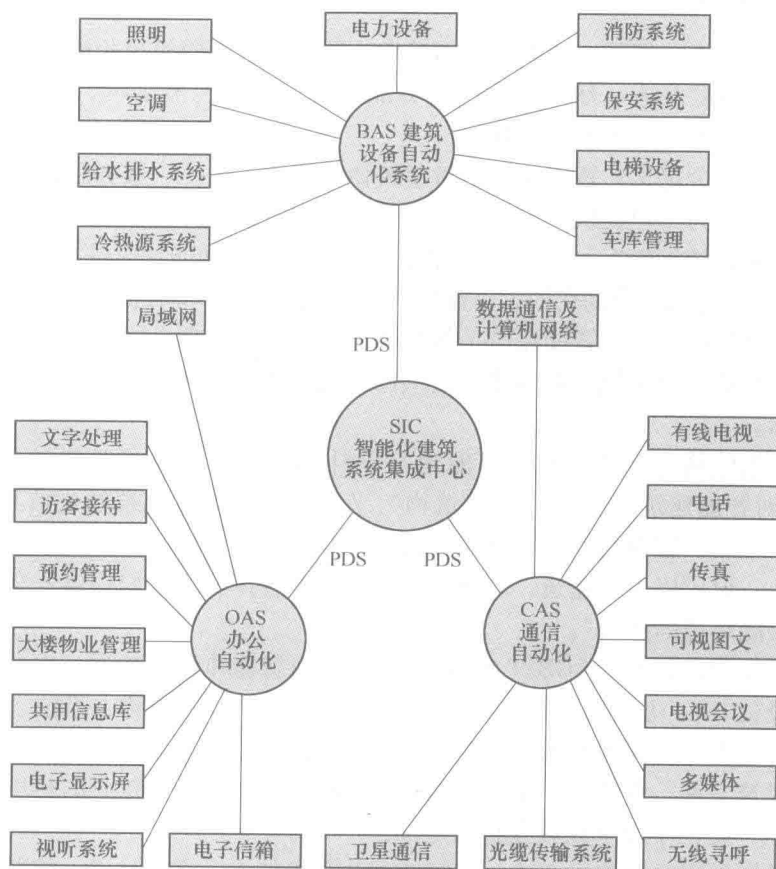 照明
电力设备
消防系统
空调
BAS 建筑
设备自动
化系统
保安系统
给水排水系统
电梯设备
冷热源系统
车库管理
局域网
数据通信及
计算机网络
PDS
SIC
智能化建筑
系统集成中心
文字处理
有线电视
访客接待
电话
PDS
PDS
预约管理
传真
OAS
办公
自动化
CAS
通信
自动化
大楼物业管理
可视图文
共用信息库
电视会议
电子显示屏
多媒体
视听系统
电子信箱
卫星通信
光缆传输系统
无线寻呼